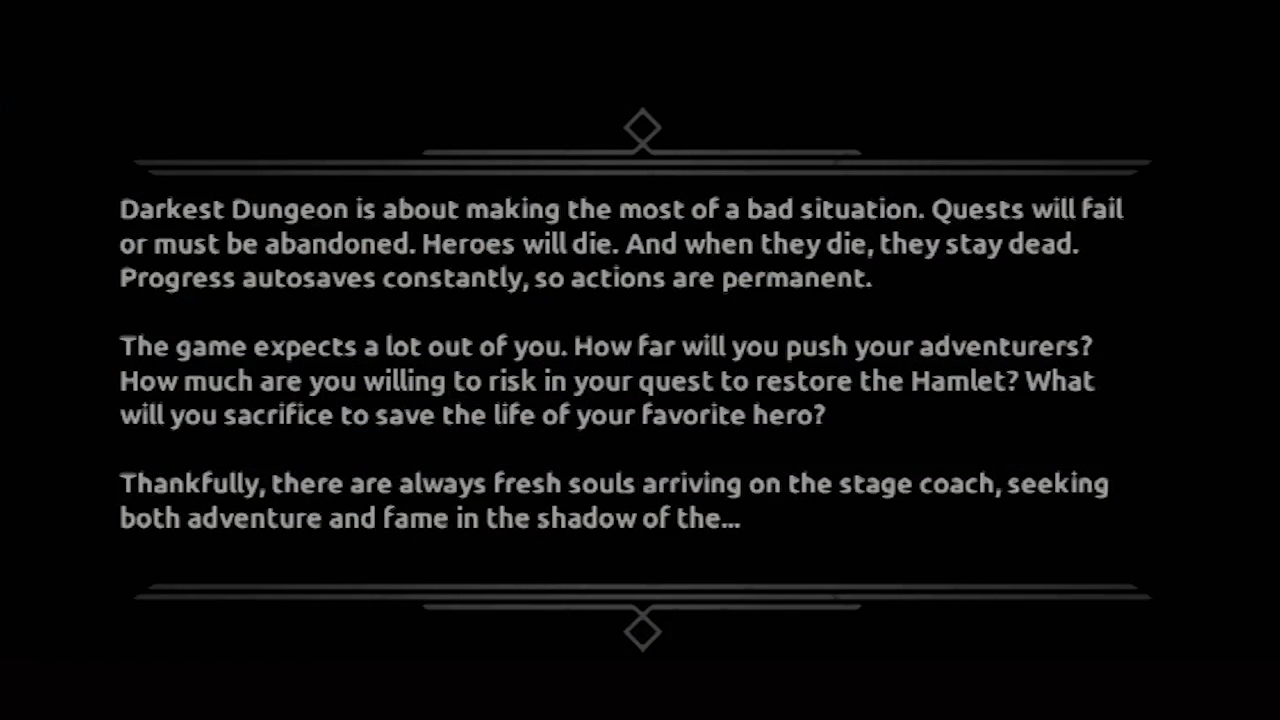 Darkest Dungeon is about making the most of a bad situation. Quests will fail
or must be abandoned. Heroes will die. And when they die, they stay dead.
Progress autosaves constantly, so actions are permanent.
The game expects a lot out of you. How far will you push your adventurers?
How much are you willing to risk in your quest to restore the Hamlet? What
will you sacrifice to save the life of your favorite hero?
Thankfully, there are always fresh souls arriving on the stage coach, seeking
both adventure and fame in the shadow of the...